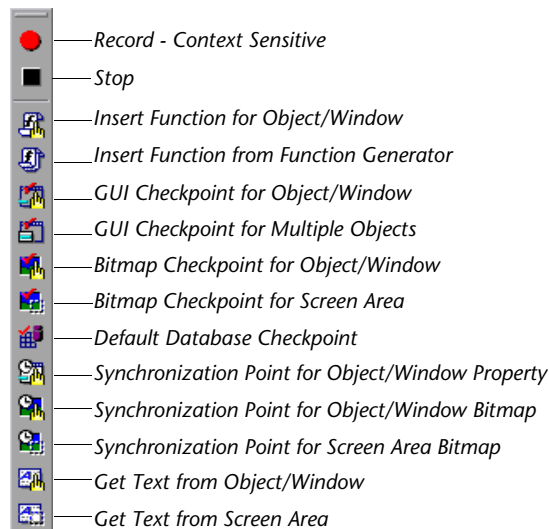 Record - Context Sensitive
Stop
Insert Function for Object/Window
Insert Function from Function Generator
GUI Checkpoint for Object/Window
GUI Checkpoint for Multiple Objects
Bitmap Checkpoint for Object/Window
Bitmap Checkpoint for Screen Area
Default Database Checkpoint
Synchronization Point for Object/Window Property
Synchronization Point for Object/Window Bitmap
Synchronization Point for Screen Area Bitmap
Get Text from Object/Window
Get Text from Screen Area